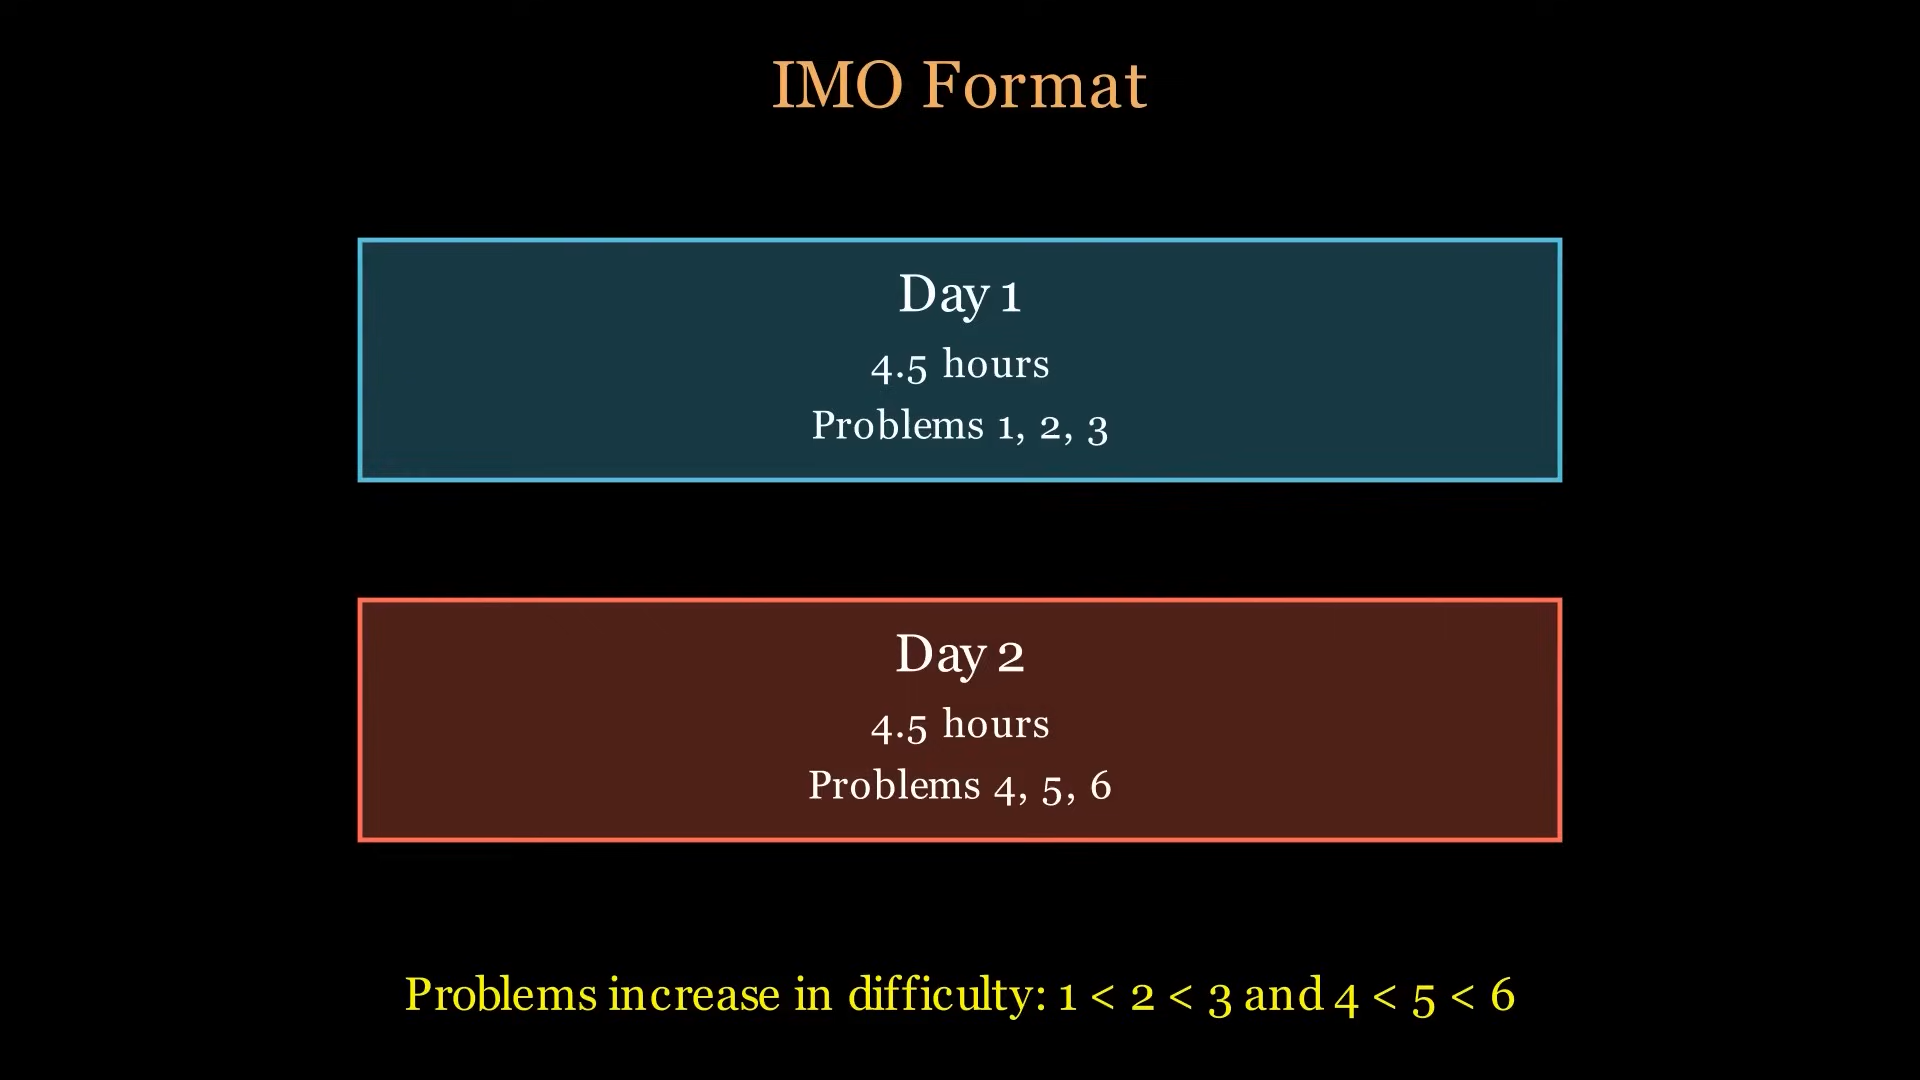 IMO Format
Day 1
4.5 hours
Problems 1, 2, 3
Day 2
4.5 hours
Problems 4, 5, 6
Problems increase in difficulty: 1 < 2 < 3 and 4 < 5 < 6